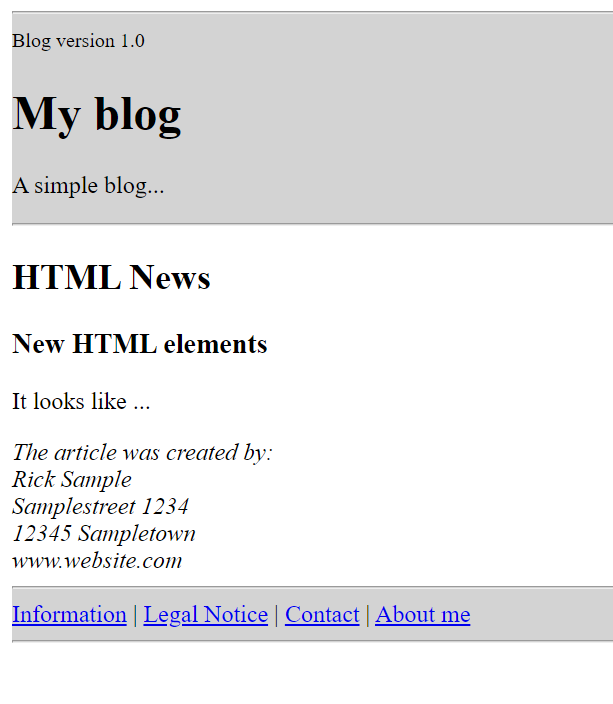 Blog version 1.0
My blog
A simple blog...
HTML News
New HTML elements
It looks like ...
The article was created by:
Rick Sample
Samplestreet 1234
12345 Sampletown
www.website.com
Information | Legal Notice | Contact | About me